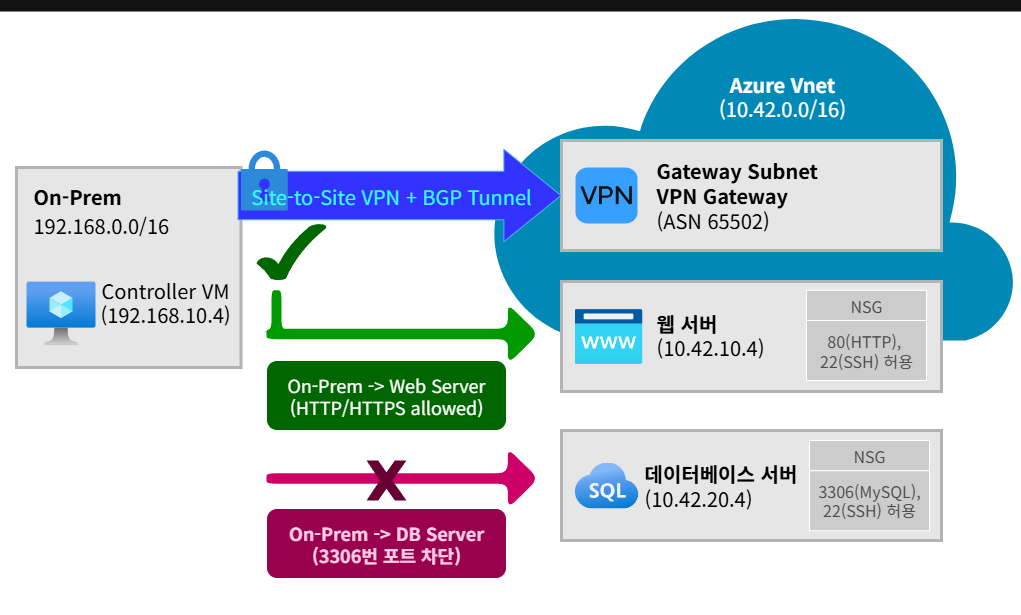 Azure Vnet
(10.42.0.0/16)
On-Prem
192.168.0.0/16
Controller VM
(192.168.10.4)
Site-to-Site VPN + BGP Tunnel
VPN
Gateway Subnet
VPN Gateway
(ASN 65502)
WWW
웹 서버
(10.42.10.4)
NSG
80(HTTP),
22(SSH) 허용
On-Prem -> Web Server
(HTTP/HTTPS allowed)
X
SQL
데이터베이스 서버
(10.42.20.4)
NSG
3306(MySQL),
22(SSH) 허용
On-Prem -> DB Server
(3306번 포트 차단)